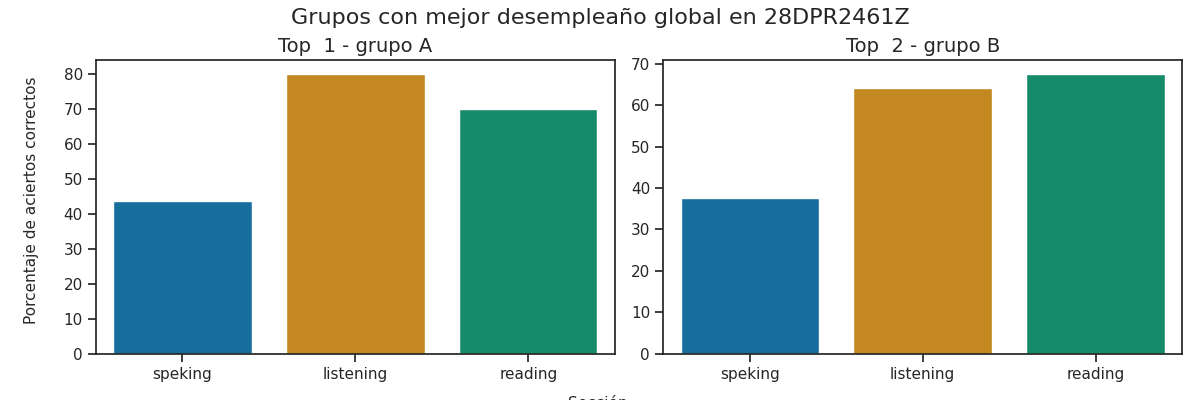 Grupos con mejor desempleaño global en 28DPR2461Z
Top  1 - grupo A
Porcentaje de aciertos correctos
80
70
60
50
40
30
20
10
0
speking
listening
reading
Top  2 - grupo B
70
60
50
40
30
20
10
0
speking
listening
reading
Sección